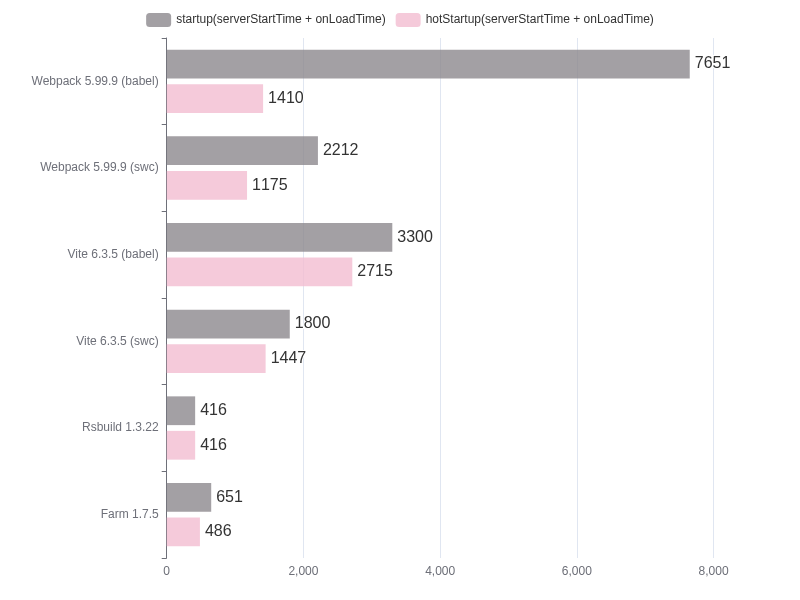 startup(serverStartTime + onLoadTime) hotStartup(serverStartTime + onLoadTime)
Webpack 5.99.9 (babel) 7651
1410
Webpack 5.99.9 (swc) 2212
1175
Vite 6.3.5 (babel) 3300
2715
Vite 6.3.5 (swc) 1800
1447
Rsbuild 1.3.22 416
416
Farm 1.7.5 651
486
0 2,000 4,000 6,000 8,000